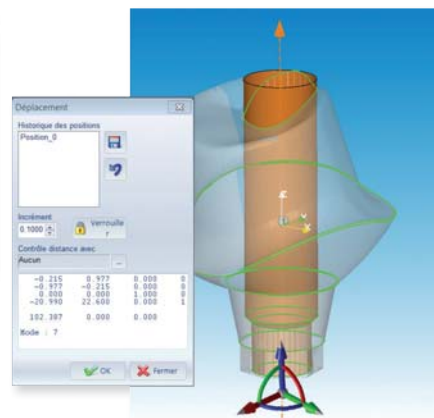 Déplacement
Historique des positions
Position_0
Incrément
0.1000
Verrouille
r
Contrôle distance avec
Aucun
...
-0.215 0.977 0.000 0
-0.977 -0.215 0.000 0
0.000 0.000 1.000 0
-20.990 22.600 0.000 1
102.387 0.000 0.000
Mode : 7
OK
Fermer